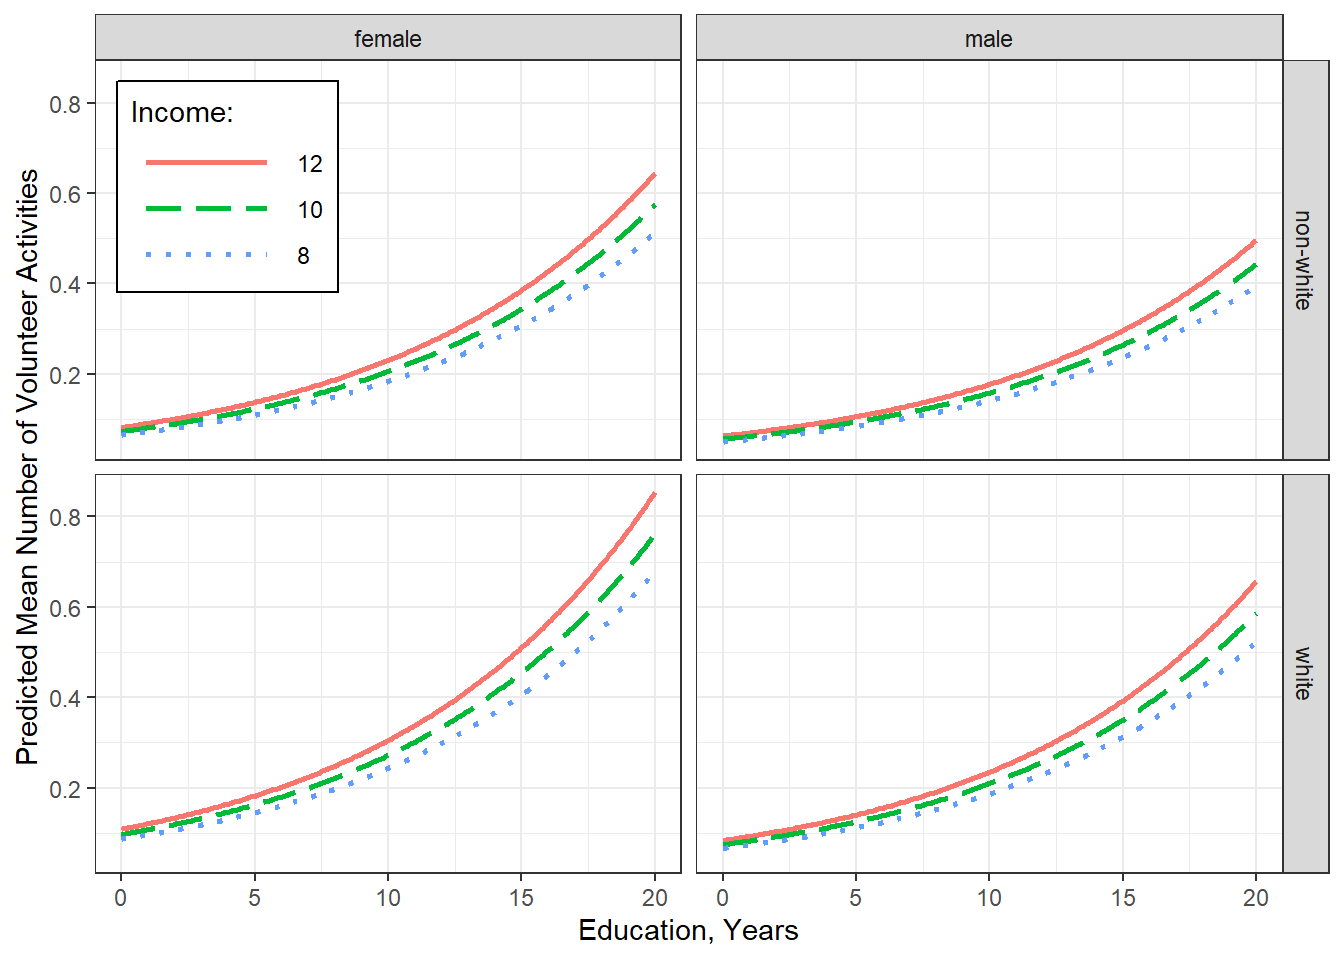 female
male
Income:
12
10
8
0.8
0.6
0.4
0.2
non-white
Predicted Mean Number of Volunteer Activities
0.8
0.6
0.4
0.2
white
0 5 10 15 20
0 5 10 15 20
Education, Years